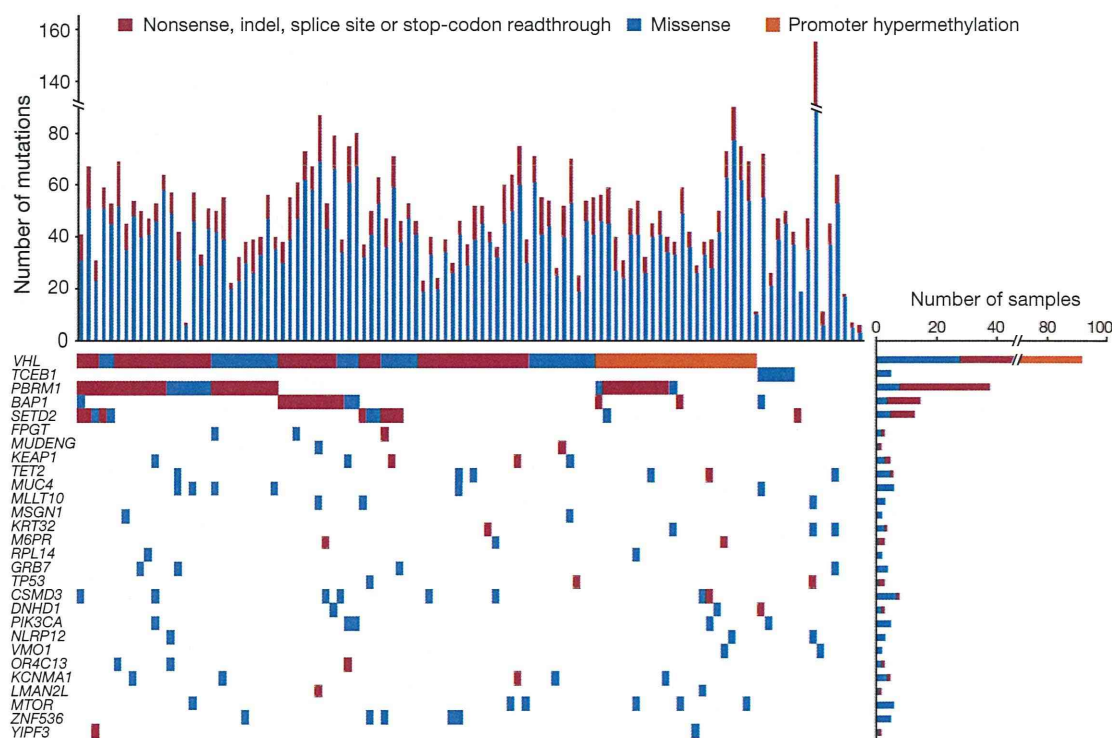 Nonsense, indel, splice site or stop-codon readthrough
Missense
Promoter hypermethylation
Number of mutations
160
140
80
60
40
20
0
Number of samples
0
20
40
80
100
VHL
TCEB1
PBRM1
BAP1
SETD2
FPGT
MUDENG
KEAP1
TET2
MUC4
MLLT10
MSGN1
KRT32
M6PR
RPL14
GRB7
TP53
CSMD3
DNHD1
PIK3CA
NLRP12
VMO1
OR4C13
KCNMA1
LMAN2L
MTOR
ZNF536
YIPF3